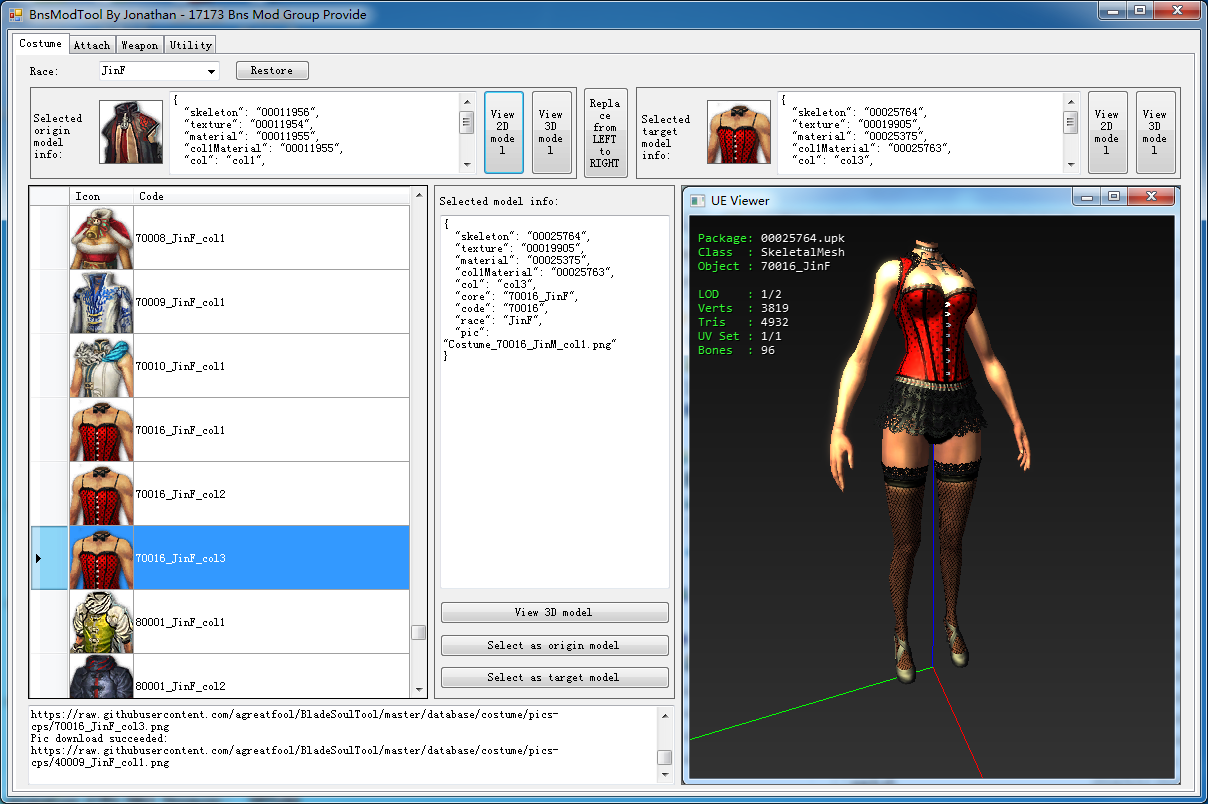 BnsModTool By Jonathan - 17173 Bns Mod Group Provide
Costume Attach Weapon Utility
Race: JinF Restore
Selected
origin
model
info:
{
"skeleton": "00011956",
"texture": "00011954",
"material": "00011955",
"col1Material": "00011955",
"col": "col1",
View
2D
mode
l
View
3D
mode
l
Repla
ce
from
LEFT
to
RIGHT
Selected
target
model
info:
{
"skeleton": "00025764",
"texture": "00019905",
"material": "00025375",
"col1Material": "00025763",
"col": "col3",
View
2D
mode
l
View
3D
mode
l
Icon Code
70008_JinF_col1
70009_JinF_col1
70010_JinF_col1
70016_JinF_col1
70016_JinF_col2
70016_JinF_col3
80001_JinF_col1
80001_JinF_col2
Selected model info:
{
"skeleton": "00025764",
"texture": "00019905",
"material": "00025375",
"col1Material": "00025763",
"col": "col3",
"core": "70016_JinF",
"code": "70016",
"race": "JinF",
"pic":
"Costume_70016_JinM_col1.png"
}
View 3D model
Select as origin model
Select as target model
UE Viewer
Package: 00025764.upk
Class : SkeletalMesh
Object : 70016_JinF
LOD : 1/2
Verts : 3819
Tris : 4932
UV Set : 1/1
Bones : 96
https://raw.githubusercontent.com/agreatfool/BladeSoulTool/master/database/costume/pics-
cps/70016_JinF_col3.png
Pic download succeeded:
https://raw.githubusercontent.com/agreatfool/BladeSoulTool/master/database/costume/pics-
cps/40009_JinF_col1.png